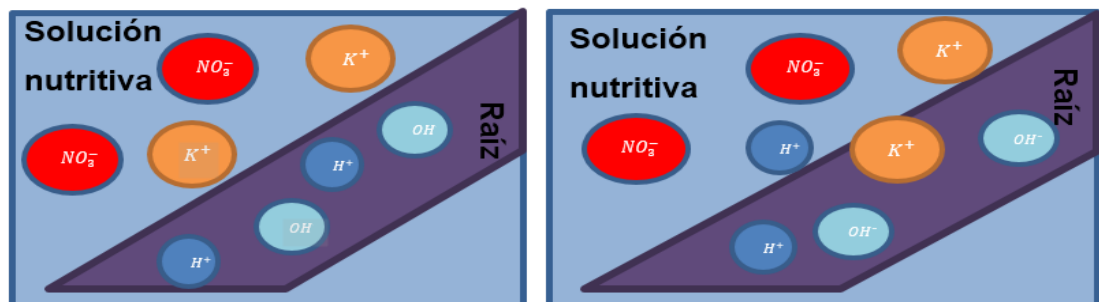 Solución
nutritiva
NO₃⁻
K⁺
NO₃⁻
K⁺
H⁺
OH
Raíz
H⁺
OH
Solución
nutritiva
NO₃⁻
K⁺
NO₃⁻
H⁺
K⁺
OH⁻
Raíz
H⁺
OH⁻